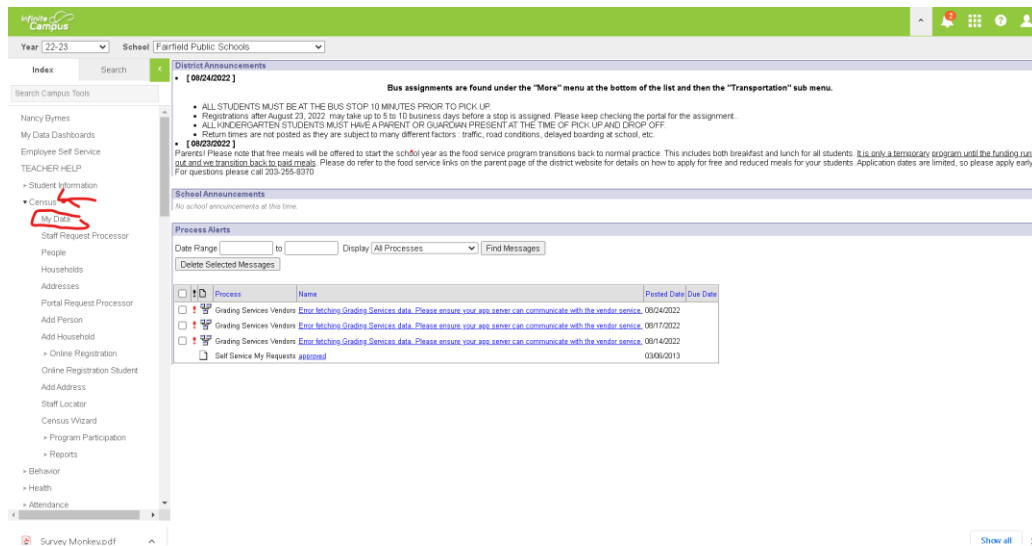 Infinite Campus
2
Year 22-23 School Fairfield Public Schools
Index Search
Search Campus Tools
Nancy Byrnes
My Data Dashboards
Employee Self Service
TEACHER HELP
Student Information
Census
My Data
Staff Request Processor
People
Households
Addresses
Portal Request Processor
Add Person
Add Household
Online Registration
Online Registration Student
Add Address
Staff Locator
Census Wizard
Program Participation
Reports
Behavior
Health
Attendance
District Announcements
• [ 08/24/2022 ]
Bus assignments are found under the "More" menu at the bottom of the list and then the "Transportation" sub menu.
• ALL STUDENTS MUST BE AT THE BUS STOP 10 MINUTES PRIOR TO PICK UP.
• Registrations after August 23, 2022 may take up to 5 to 10 business days before a stop is assigned. Please keep checking the portal for the assignment..
• ALL KINDERGARTEN STUDENTS MUST HAVE A PARENT OR GUARDIAN PRESENT AT THE TIME OF PICK UP AND DROP OFF.
• Return times are not posted as they are subject to many different factors : traffic, road conditions, delayed boarding at school, etc.
• [ 08/23/2022 ]
Parents! Please note that free meals will be offered to start the school year as the food service program transitions back to normal practice. This includes both breakfast and lunch for all students. It is only a temporary program until the funding run
out and we transition back to paid meals. Please do refer to the food service links on the parent page of the district website for details on how to apply for free and reduced meals for your students. Application dates are limited, so please apply early
For questions please call 203-255-8370
School Announcements
No school announcements at this time.
Process Alerts
Date Range to Display All Processes Find Messages
Delete Selected Messages
Process Name Posted Date Due Date
Grading Services Vendors Error fetching Grading Services data. Please ensure your app server can communicate with the vendor service. 08/24/2022
Grading Services Vendors Error fetching Grading Services data. Please ensure your app server can communicate with the vendor service. 08/17/2022
Grading Services Vendors Error fetching Grading Services data. Please ensure your app server can communicate with the vendor service. 08/14/2022
Self Service My Requests approved 03/06/2013
Survey Monkey.pdf
Show all